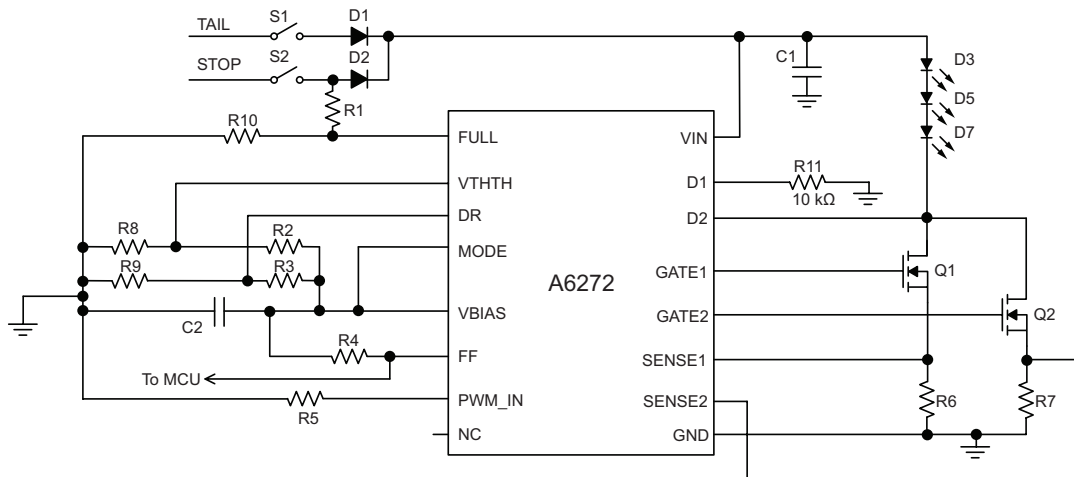 TAIL
S1
D1
STOP
S2
D2
R1
C1
D3
D5
D7
R10
FULL
VIN
R11
10 kΩ
VTHTH
D1
DR
D2
R8
R2
MODE
R9
R3
A6272
GATE1
Q1
C2
VBIAS
GATE2
Q2
R4
FF
SENSE1
To MCU
R5
PWM_IN
SENSE2
R6
R7
NC
GND